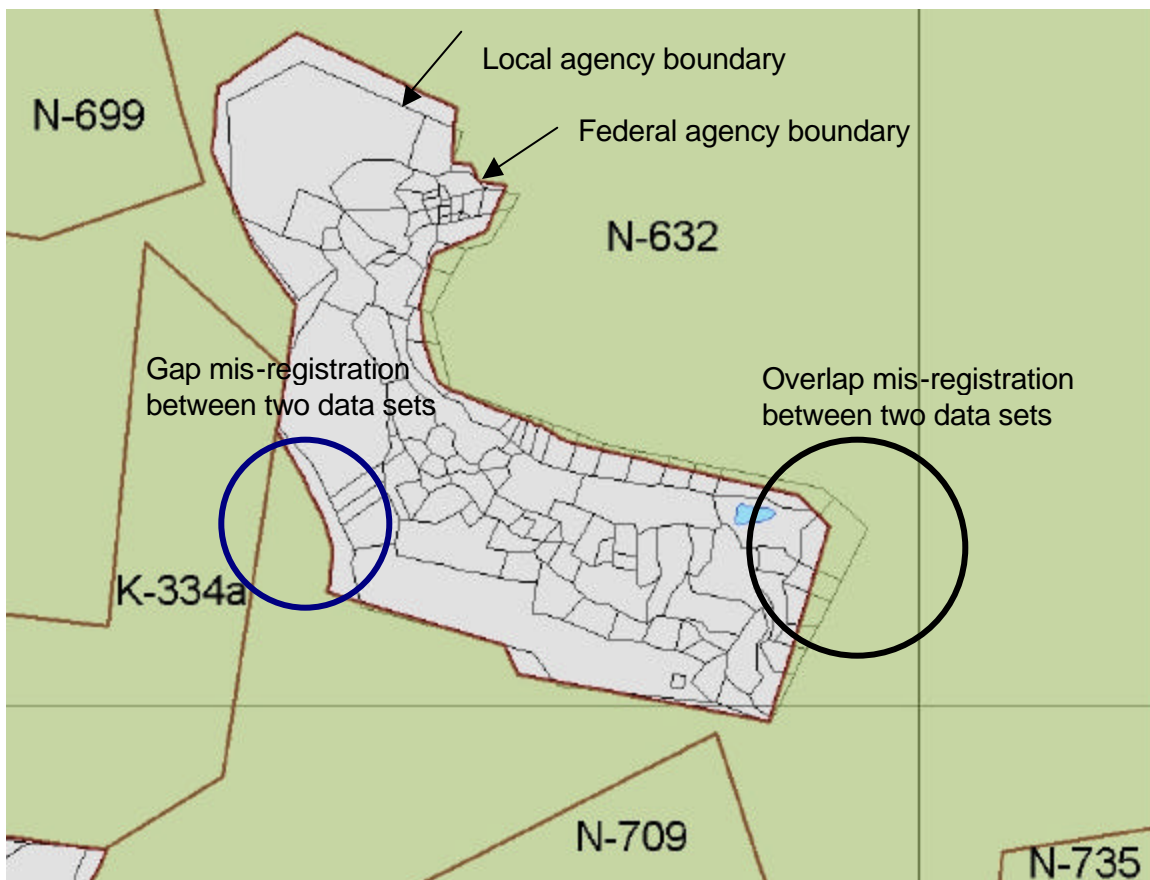 Local agency boundary
N-699
Federal agency boundary
N-632
Gap mis-registration
between two data sets
Overlap mis-registration
between two data sets
K-334a
N-709
N-735